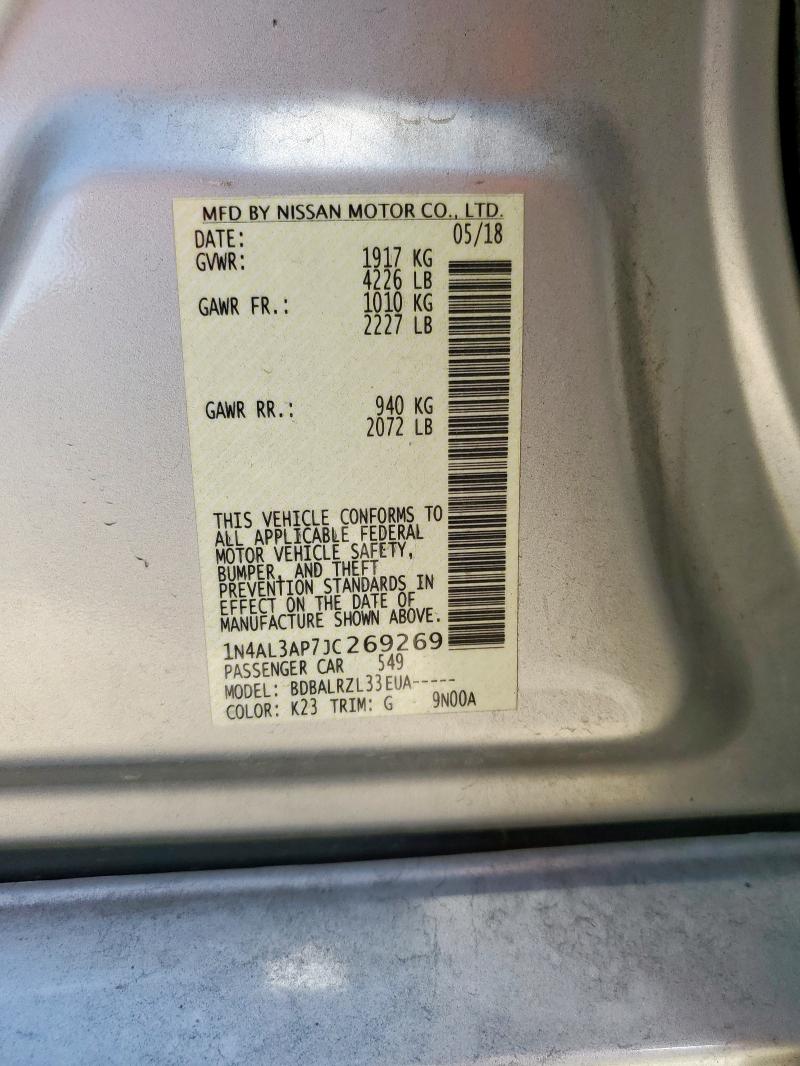 MFD BY NISSAN MOTOR CO., LTD.
DATE: 05/18
GVWR: 1917 KG
4226 LB
GAWR FR.: 1010 KG
2227 LB
GAWR RR.: 940 KG
2072 LB
THIS VEHICLE CONFORMS TO
ALL APPLICABLE FEDERAL
MOTOR VEHICLE SAFETY,
BUMPER, AND THEFT
PREVENTION STANDARDS IN
EFFECT ON THE DATE OF
MANUFACTURE SHOWN ABOVE.
1N4AL3AP7JC269269
PASSENGER CAR 549
MODEL: BDBALRZL33EUA-----
COLOR: K23 TRIM: G 9N00A